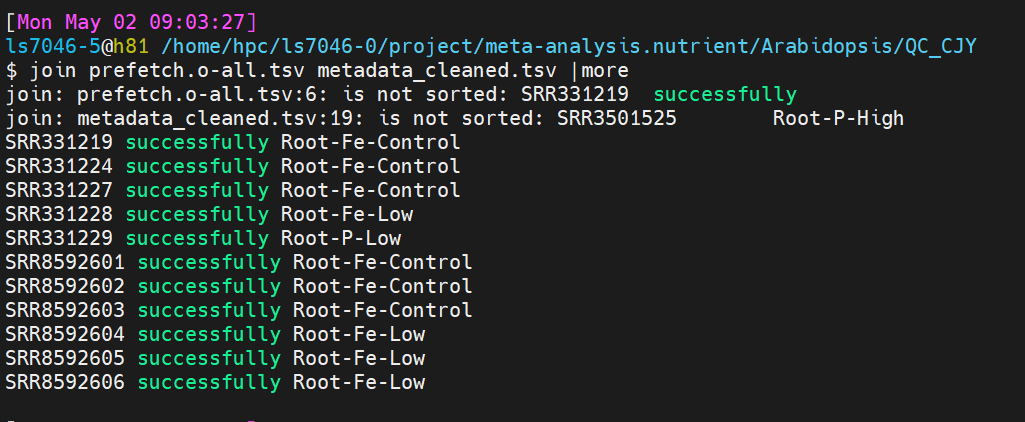 [Mon May 02 09:03:27]
ls7046-5@h81 /home/hpc/ls7046-0/project/meta-analysis.nutrient/Arabidopsis/QC_CJY
$ join prefetch.o-all.tsv metadata_cleaned.tsv |more
join: prefetch.o-all.tsv:6: is not sorted: SRR331219  successfully
join: metadata_cleaned.tsv:19: is not sorted: SRR3501525        Root-P-High
SRR331219 successfully Root-Fe-Control
SRR331224 successfully Root-Fe-Control
SRR331227 successfully Root-Fe-Control
SRR331228 successfully Root-Fe-Low
SRR331229 successfully Root-P-Low
SRR8592601 successfully Root-Fe-Control
SRR8592602 successfully Root-Fe-Control
SRR8592603 successfully Root-Fe-Control
SRR8592604 successfully Root-Fe-Low
SRR8592605 successfully Root-Fe-Low
SRR8592606 successfully Root-Fe-Low